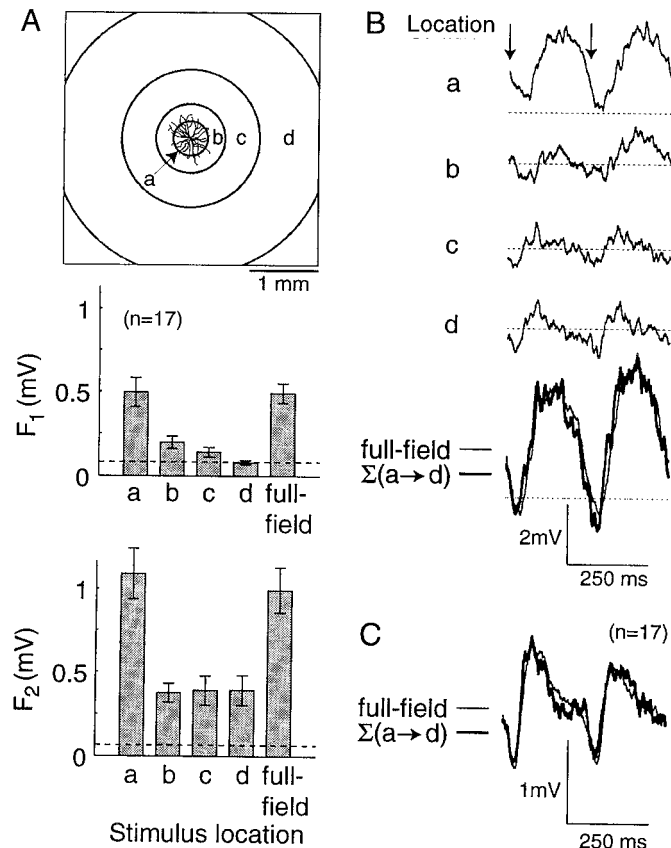 A
b
c
d
a
1 mm
1
(n=17)
0.5
F1 (mV)
0
a b c d full-field
1
0.5
F2 (mV)
0
a b c d full-field
Stimulus location
B
Location
a
b
c
d
full-field
Σ(a→d)
2mV
250 ms
C
(n=17)
full-field
Σ(a→d)
1mV
250 ms